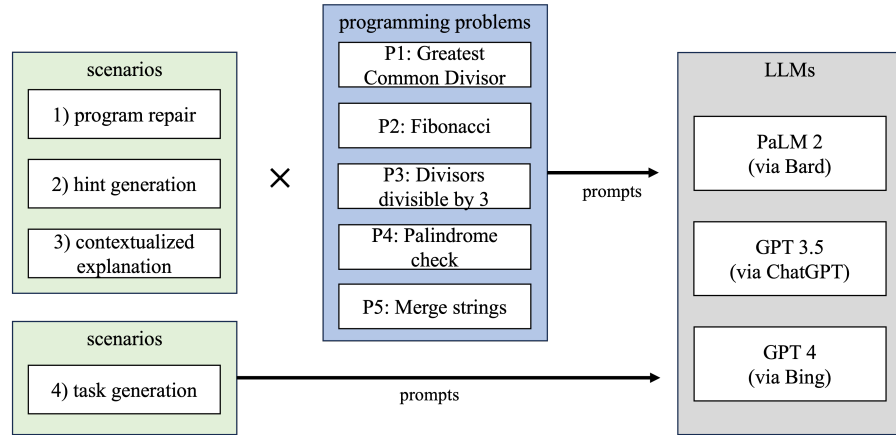 scenarios
1) program repair
2) hint generation
3) contextualized
explanation
×
programming problems
P1: Greatest
Common Divisor
P2: Fibonacci
P3: Divisors
divisible by 3
P4: Palindrome
check
P5: Merge strings
prompts
LLMs
PaLM 2
(via Bard)
GPT 3.5
(via ChatGPT)
GPT 4
(via Bing)
scenarios
4) task generation
prompts